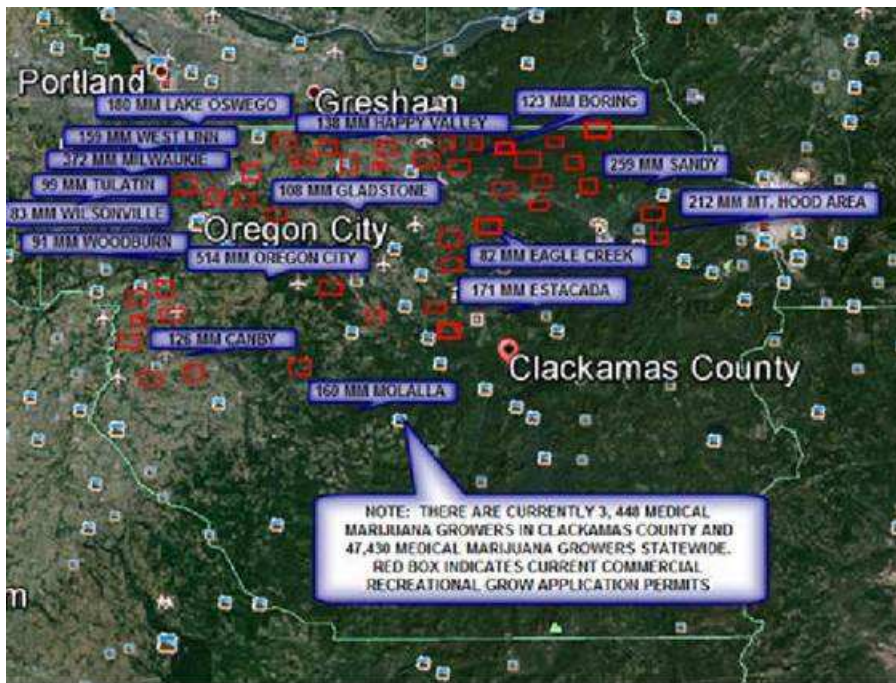 Portland
180 MM LAKE OSWEGO
Gresham
123 MM BORING
138 MM HAPPY VALLEY
159 MM WEST LINN
372 MM MILWAUKIE
259 MM SANDY
99 MM TULATIN
108 MM GLADSTONE
212 MM MT. HOOD AREA
83 MM WILSONVILLE
Oregon City
91 MM WOODBURN
514 MM OREGON CITY
82 MM EAGLE CREEK
171 MM ESTACADA
126 MM CANBY
Clackamas County
160 MM MOLALLA
NOTE: THERE ARE CURRENTLY 3, 448 MEDICAL
MARIJUANA GROWERS IN CLACKAMAS COUNTY AND
47,430 MEDICAL MARIJUANA GROWERS STATEWIDE.
RED BOX INDICATES CURRENT COMMERCIAL
RECREATIONAL GROW APPLICATION PERMITS
m